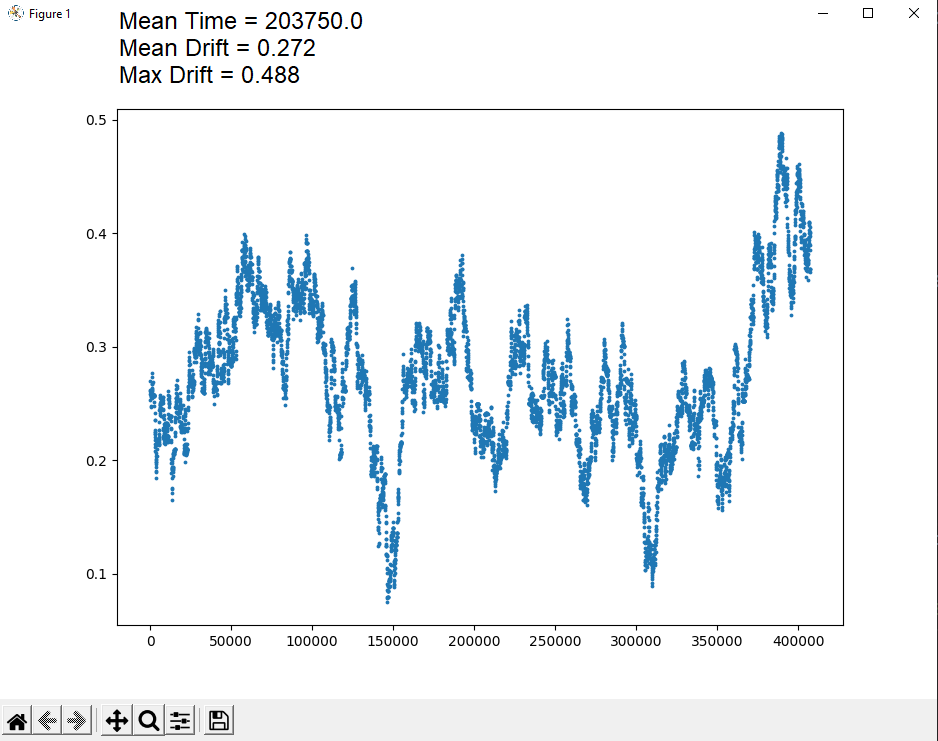 Figure 1
Mean Time = 203750.0
Mean Drift = 0.272
Max Drift = 0.488
0.5
0.4
0.3
0.2
0.1
0 50000 100000 150000 200000 250000 300000 350000 400000